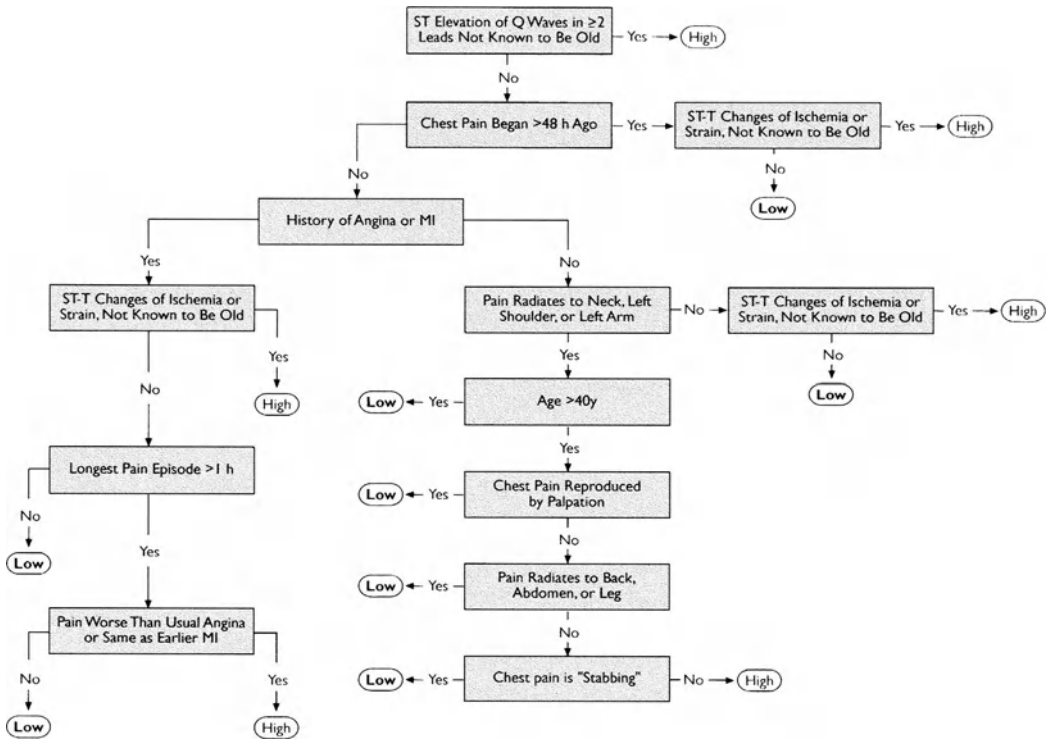 ST Elevation of Q Waves in ≥2
Leads Not Known to Be Old
Yes
High
No
Chest Pain Began >48 h Ago
Yes
ST-T Changes of Ischemia or
Strain, Not Known to Be Old
Yes
High
No
No
Low
History of Angina or MI
Yes
No
ST-T Changes of Ischemia or
Strain, Not Known to Be Old
Pain Radiates to Neck, Left
Shoulder, or Left Arm
No
ST-T Changes of Ischemia or
Strain, Not Known to Be Old
Yes
High
Yes
Yes
No
No
High
Low
Low
Yes
Age >40y
Yes
Longest Pain Episode >1 h
Low
Yes
Chest Pain Reproduced
by Palpation
No
Yes
No
Low
Low
Yes
Pain Radiates to Back,
Abdomen, or Leg
Pain Worse Than Usual Angina
or Same as Earlier MI
No
No
Yes
Low
Yes
Chest pain is "Stabbing"
No
High
Low
High